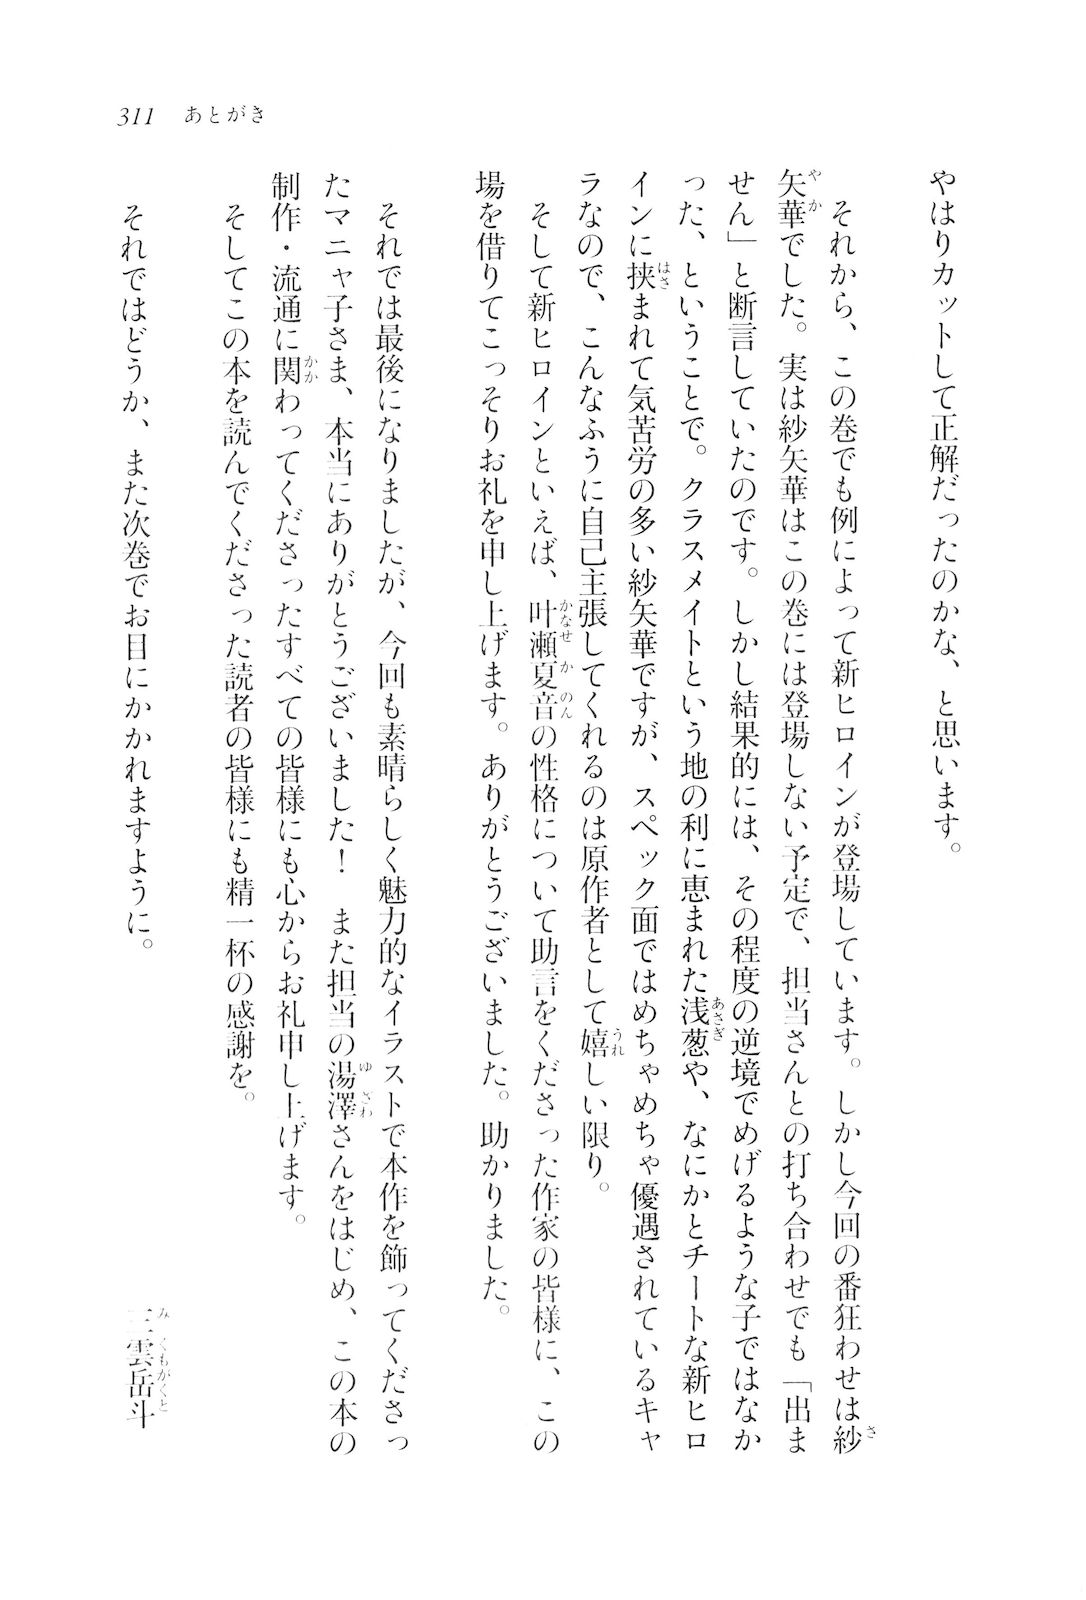 311　あとがき
やはりカットして正解だったのかな、と思います。
　それから、この巻でも例によって新ヒロインが登場しています。しかし今回の番狂わせは紗
矢華でした。実は紗矢華はこの巻には登場しない予定で、担当さんとの打ち合わせでも「出ま
せん」と断言していたのです。しかし結果的には、その程度の逆境でめげるような子ではなか
った、ということで。クラスメイトという地の利に恵まれた浅葱や、なにかとチートな新ヒロ
インに挟まれて気苦労の多い紗矢華ですが、スペック面ではめちゃめちゃ優遇されているキャ
ラなので、こんなふうに自己主張してくれるのは原作者として嬉しい限り。
　そして新ヒロインといえば、叶瀬夏音の性格について助言をくださった作家の皆様に、この
場を借りてこっそりお礼を申し上げます。ありがとうございました。助かりました。
　それでは最後になりましたが、今回も素晴らしく魅力的なイラストで本作を飾ってくださっ
たマニャ子さま、本当にありがとうございました！　また担当の湯澤さんをはじめ、この本の
制作・流通に関わってくださったすべての皆様にも心からお礼申し上げます。
　そしてこの本を読んでくださった読者の皆様にも精一杯の感謝を。
　それではどうか、また次巻でお目にかかれますように。
三雲岳斗